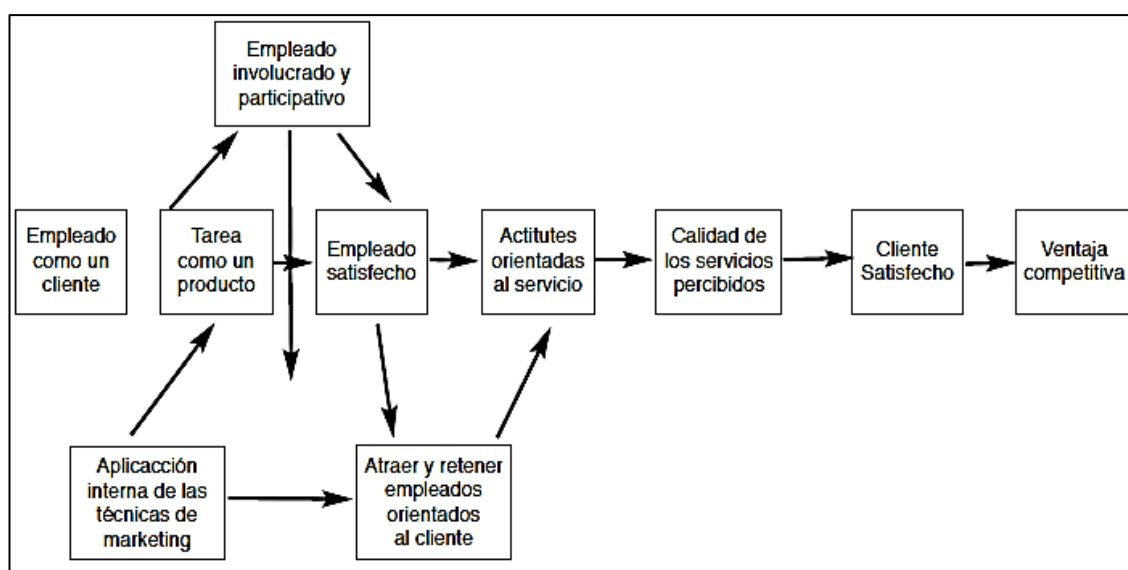 Empleado
involucrado y
participativo
Empleado
como un
cliente
Tarea
como un
producto
Empleado
satisfecho
Actitutes
orientadas
al servicio
Calidad de
los servicios
percibidos
Cliente
Satisfecho
Ventaja
competitiva
Aplicacción
interna de las
técnicas de
marketing
Atraer y retener
empleados
orientados
al cliente